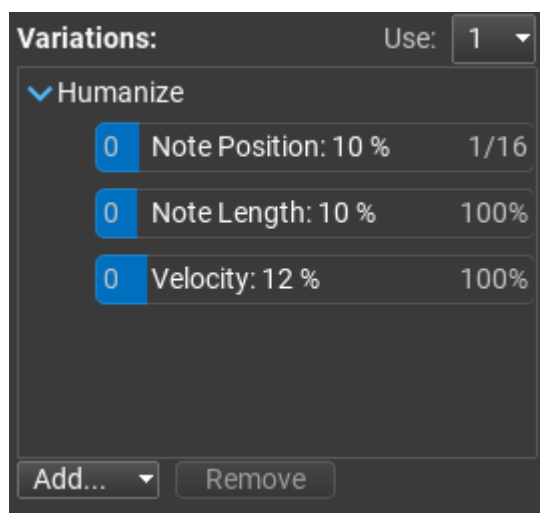 Variations: Use: 1
Humanize
0 Note Position: 10 % 1/16
0 Note Length: 10 % 100%
0 Velocity: 12 % 100%
Add... Remove